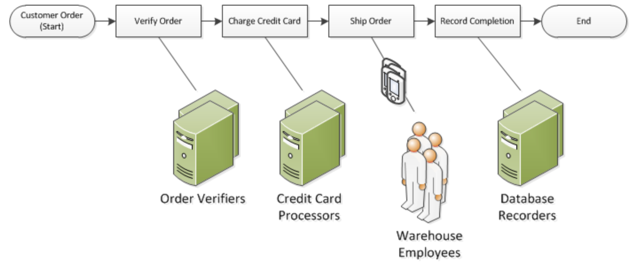 Customer Order
(Start)
Verify Order
Charge Credit Card
Ship Order
Record Completion
End
Order Verifiers
Credit Card
Processors
Warehouse
Employees
Database
Recorders